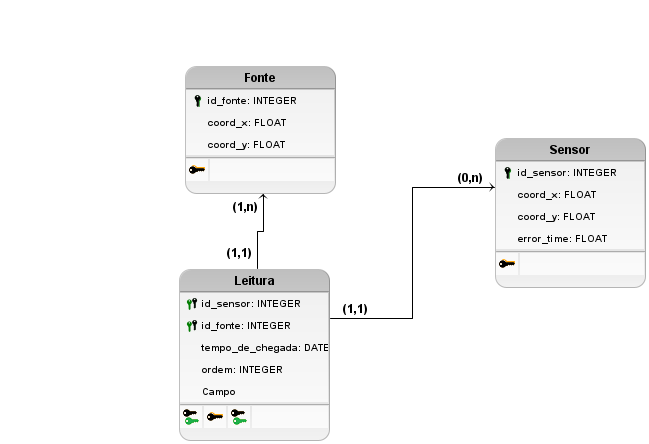 Fonte
id_fonte: INTEGER
coord_x: FLOAT
coord_y: FLOAT
Sensor
id_sensor: INTEGER
coord_x: FLOAT
coord_y: FLOAT
error_time: FLOAT
(0,n)
(1,n)
(1,1)
Leitura
id_sensor: INTEGER
id_fonte: INTEGER
tempo_de_chegada: DATE
ordem: INTEGER
Campo
(1,1)